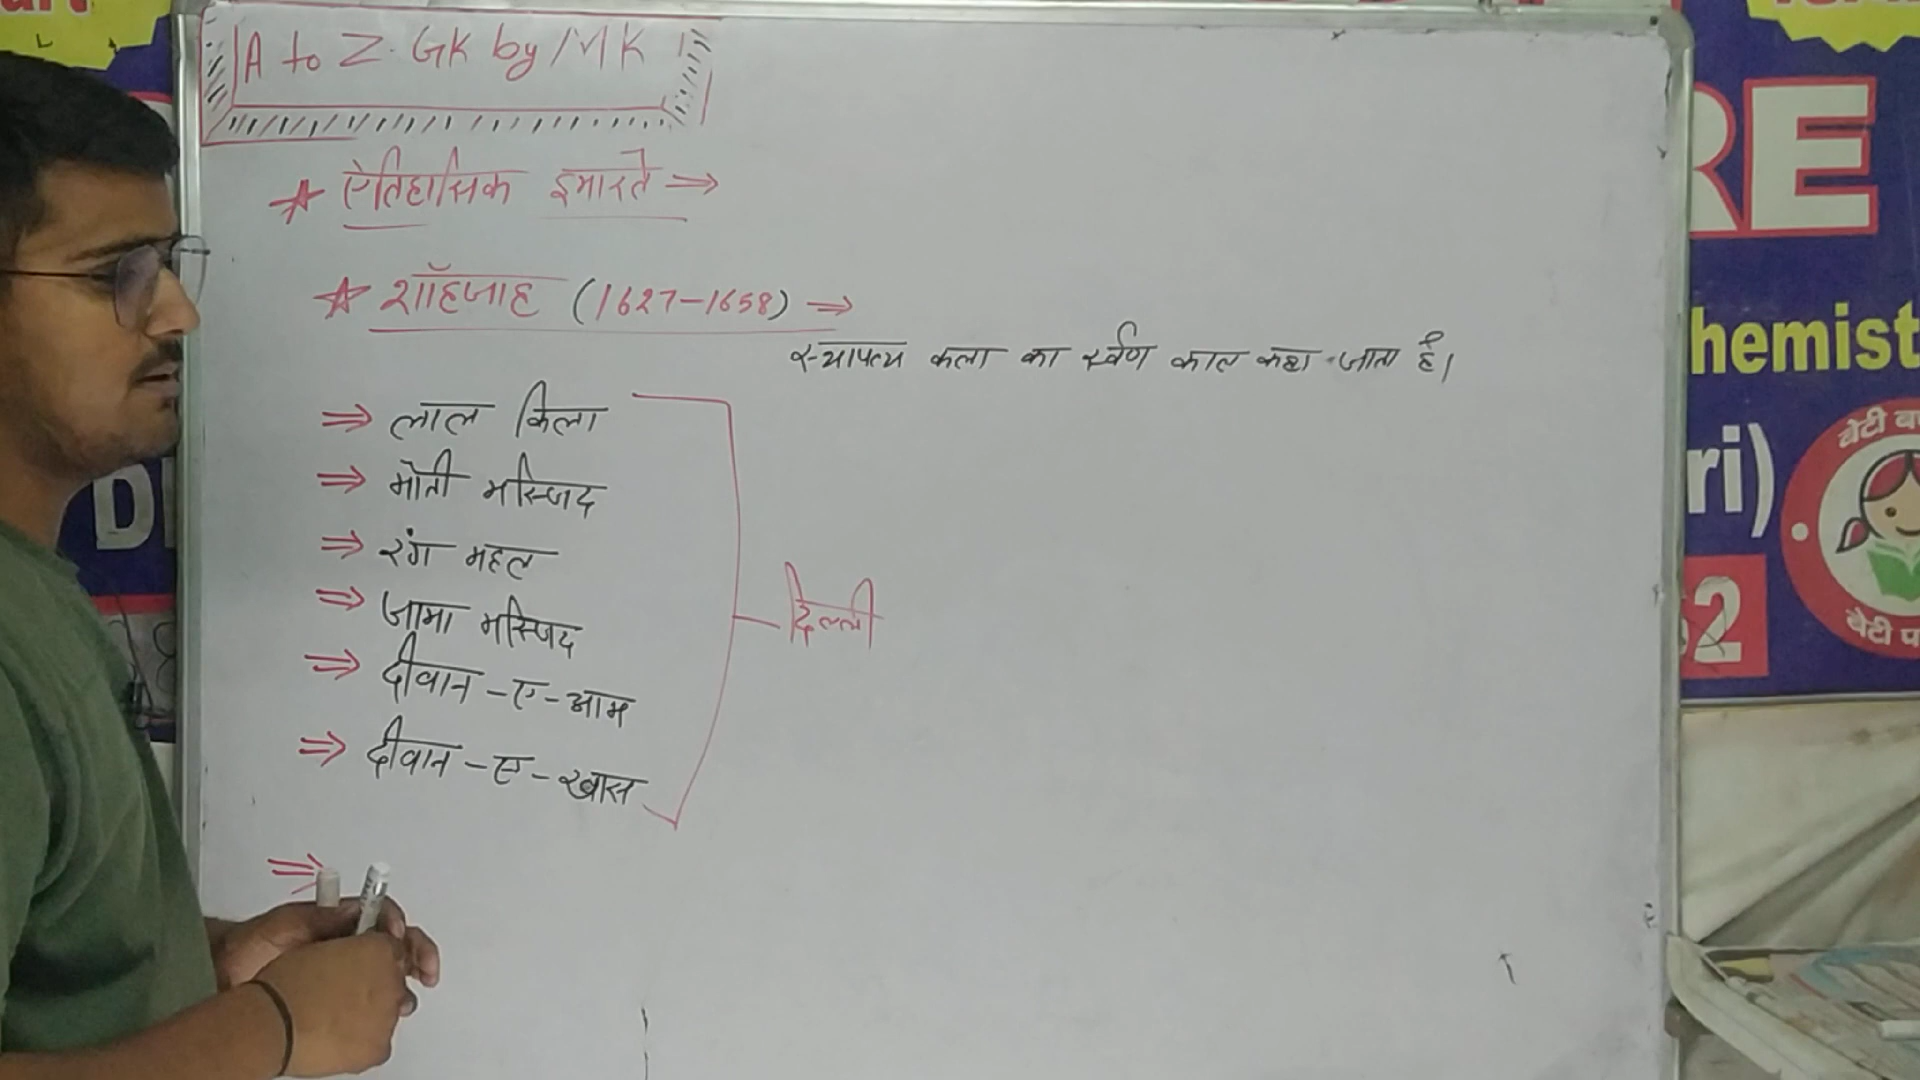 A to Z GK by MK
ऐतिहासिक इमारते ⇒
शॉहजाह (1627-1658) ⇒
स्थापत्य कला का र्स्वण काल कहा जाता है।
⇒ लाल किला
⇒ मोती मस्जिद
⇒ रंग महल
⇒ जामा मस्जिद
⇒ दीवान-ए-आम
⇒ दीवान-ए-खास
दिल्ली
RE
hemist
ri)
बेटी
बेटी